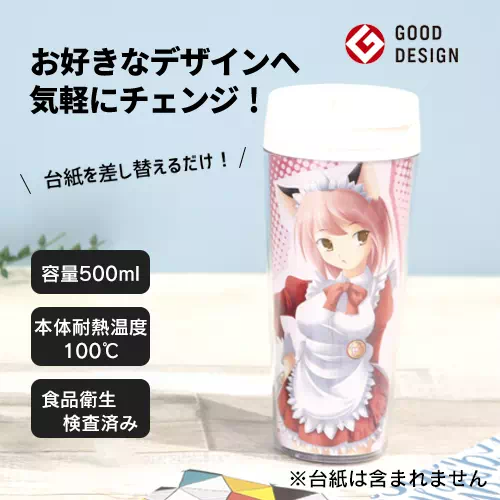 GOOD
DESIGN
お好きなデザインへ
気軽にチェンジ！
台紙を差し替えるだけ！
容量500ml
本体耐熱温度
100℃
食品衛生
検査済み
※台紙は含まれません